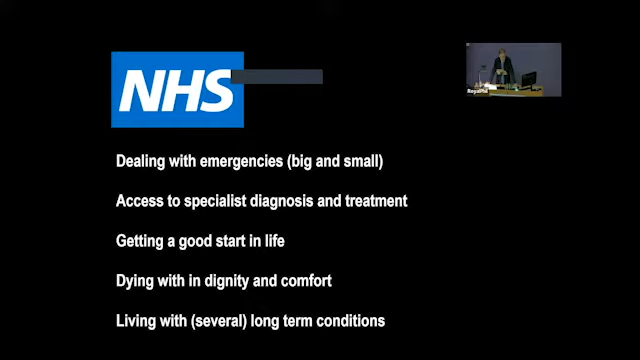 NHS
Dealing with emergencies (big and small)
Access to specialist diagnosis and treatment
Getting a good start in life
Dying with in dignity and comfort
Living with (several) long term conditions